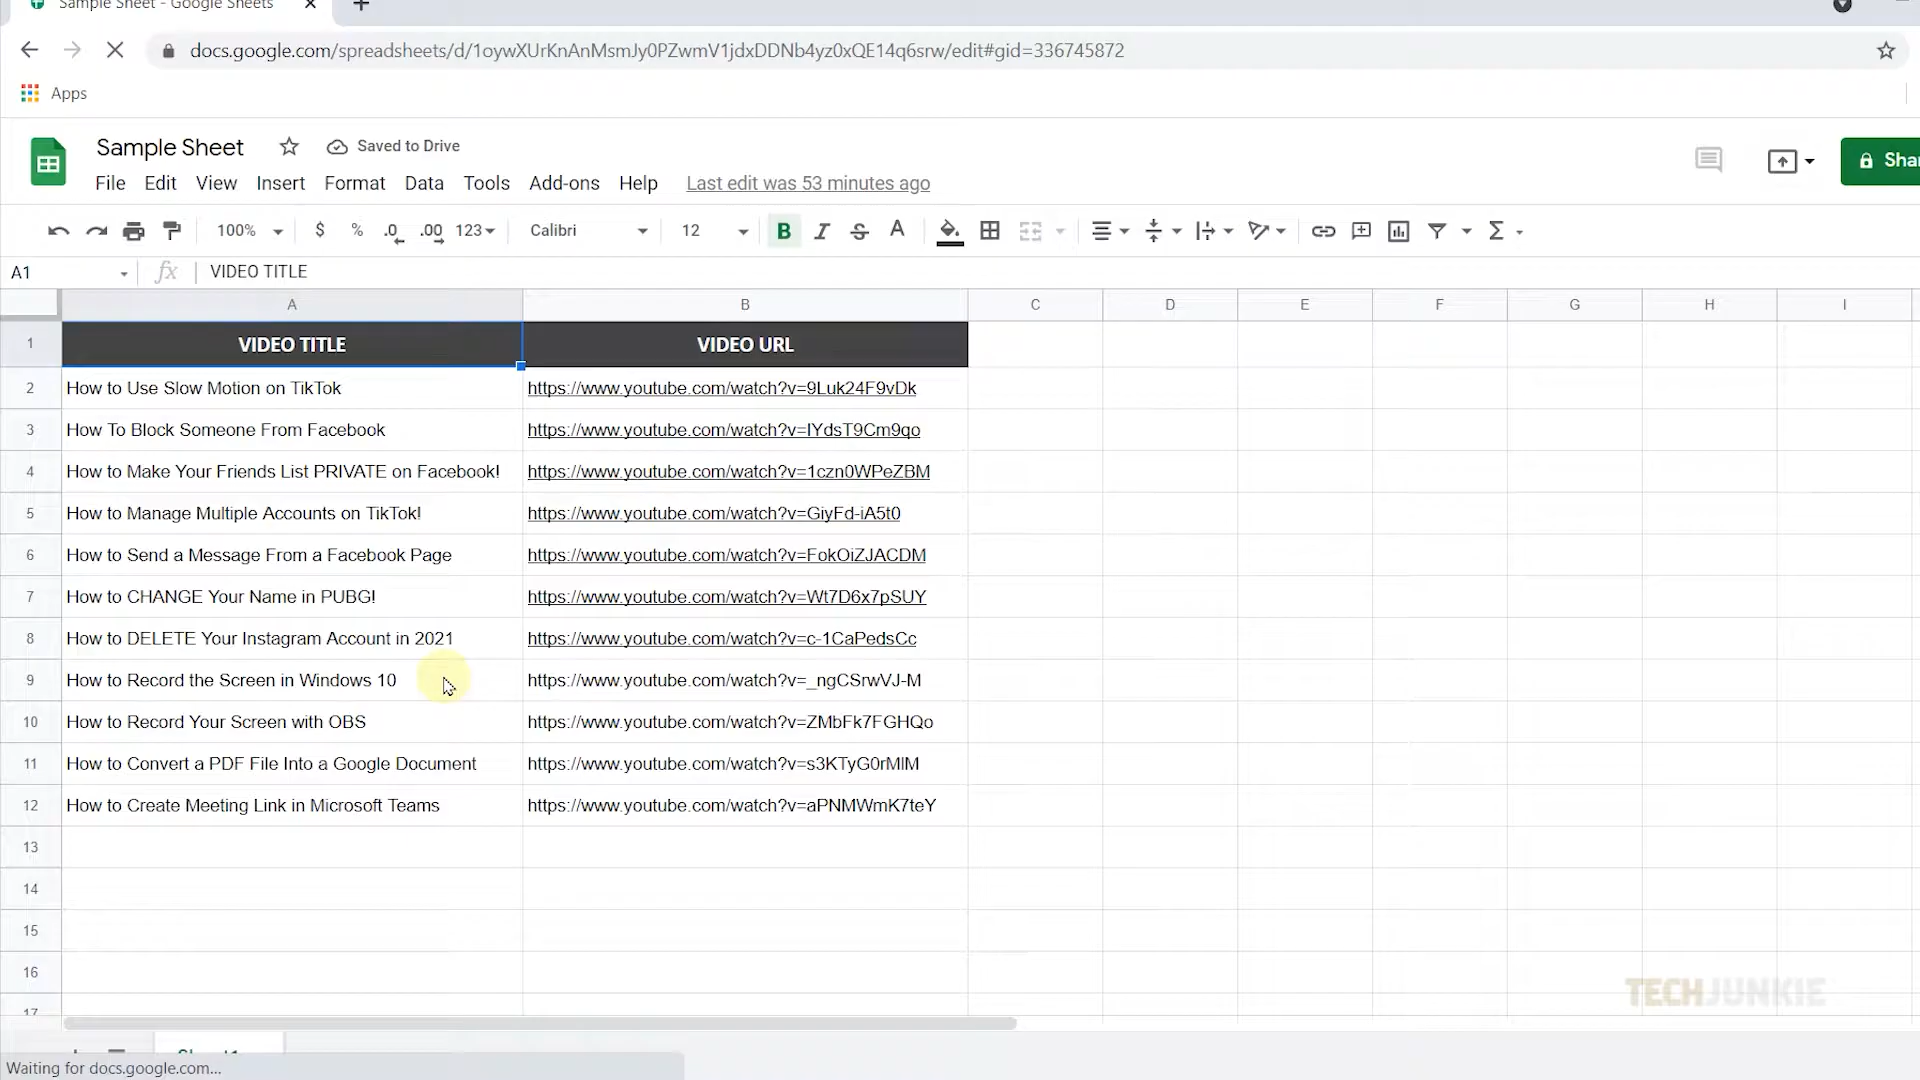 Sample Sheet - Google Sheets
docs.google.com/spreadsheets/d/1oywXUrKnAnMsmJy0PZwmV1jdxDDNb4yz0xQE14q6srw/edit#gid=336745872
Apps
Sample Sheet Saved to Drive
File Edit View Insert Format Data Tools Add-ons Help Last edit was 53 minutes ago
Shar
100% $ % .0 .00 123 Calibri 12 B I S A Σ
A1 fx VIDEO TITLE
A B C D E F G H I
1 VIDEO TITLE VIDEO URL
2 How to Use Slow Motion on TikTok https://www.youtube.com/watch?v=9Luk24F9vDk
3 How To Block Someone From Facebook https://www.youtube.com/watch?v=IYdsT9Cm9qo
4 How to Make Your Friends List PRIVATE on Facebook! https://www.youtube.com/watch?v=1czn0WPeZBM
5 How to Manage Multiple Accounts on TikTok! https://www.youtube.com/watch?v=GiyFd-iA5t0
6 How to Send a Message From a Facebook Page https://www.youtube.com/watch?v=FokOiZJACDM
7 How to CHANGE Your Name in PUBG! https://www.youtube.com/watch?v=Wt7D6x7pSUY
8 How to DELETE Your Instagram Account in 2021 https://www.youtube.com/watch?v=c-1CaPedsCc
9 How to Record the Screen in Windows 10 https://www.youtube.com/watch?v=_ngCSrwVJ-M
10 How to Record Your Screen with OBS https://www.youtube.com/watch?v=ZMbFk7FGHQo
11 How to Convert a PDF File Into a Google Document https://www.youtube.com/watch?v=s3KTyG0rMlM
12 How to Create Meeting Link in Microsoft Teams https://www.youtube.com/watch?v=aPNMWmK7teY
13
14
15
16
17
TECHJUNKIE
Sheet1
Waiting for docs.google.com...